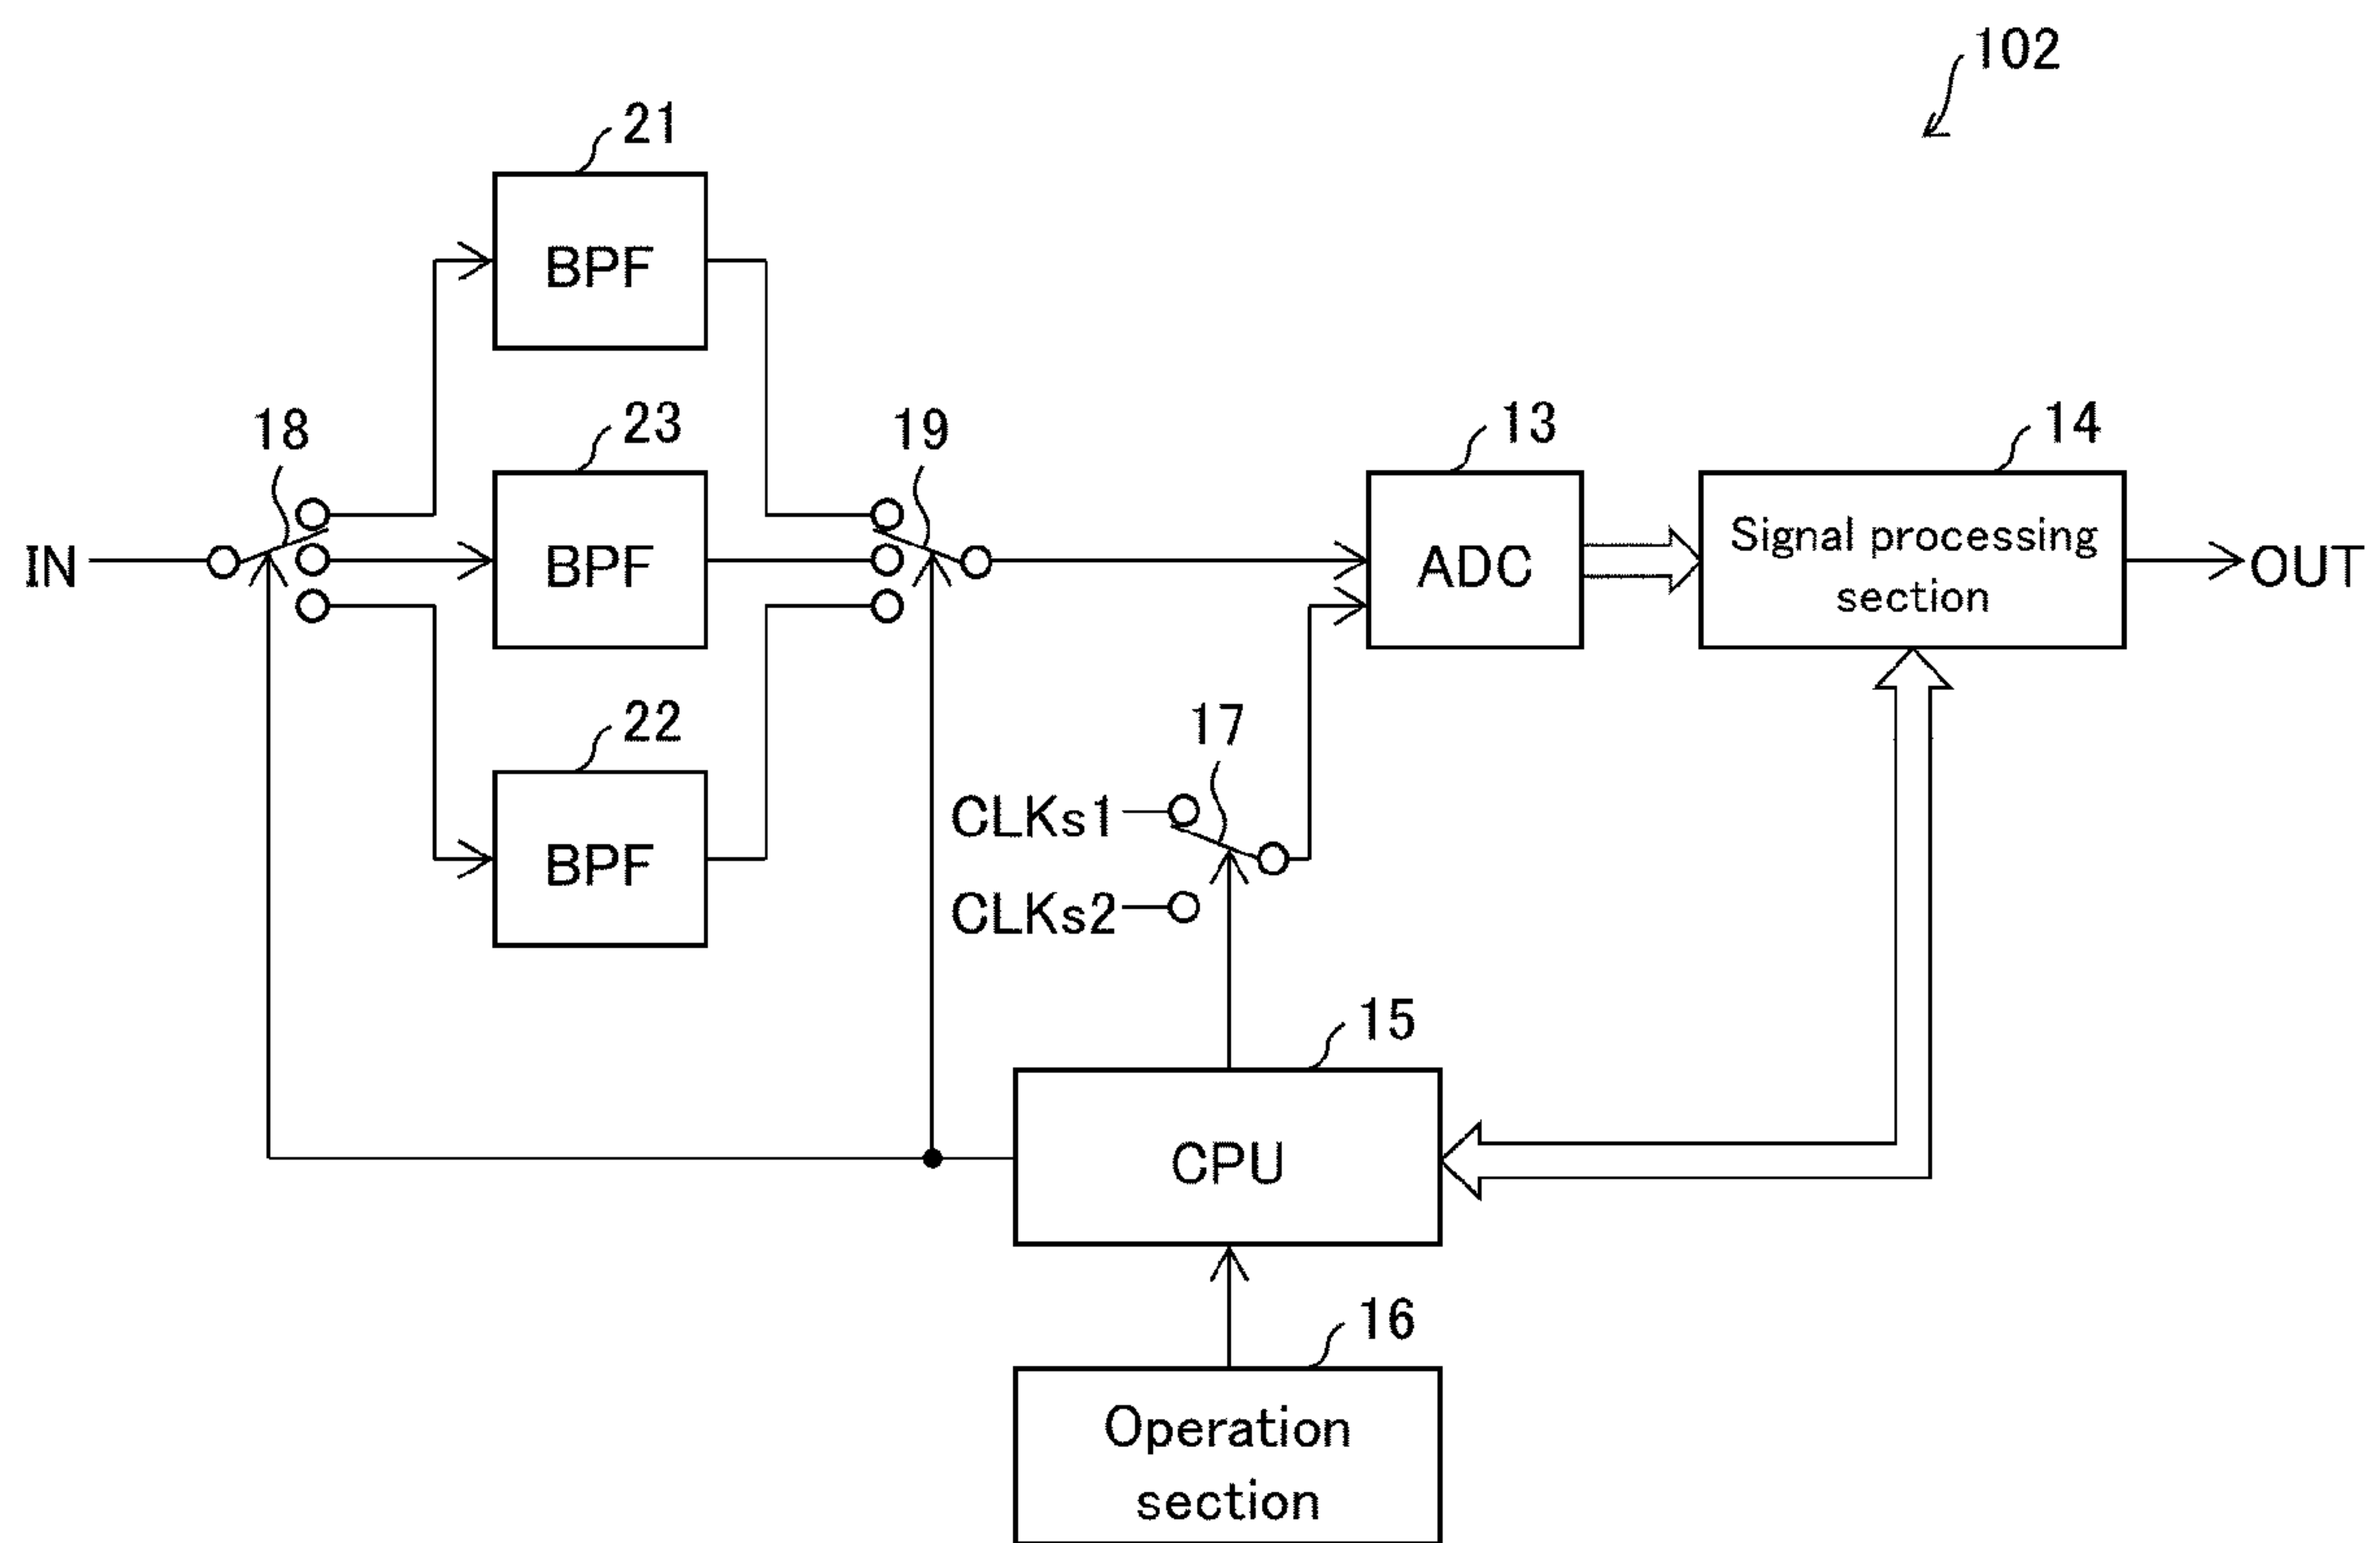 102
21
BPF
18
23
19
13
14
IN
BPF
ADC
Signal processing
section
OUT
22
17
BPF
CLKs1
CLKs2
15
CPU
16
Operation
section